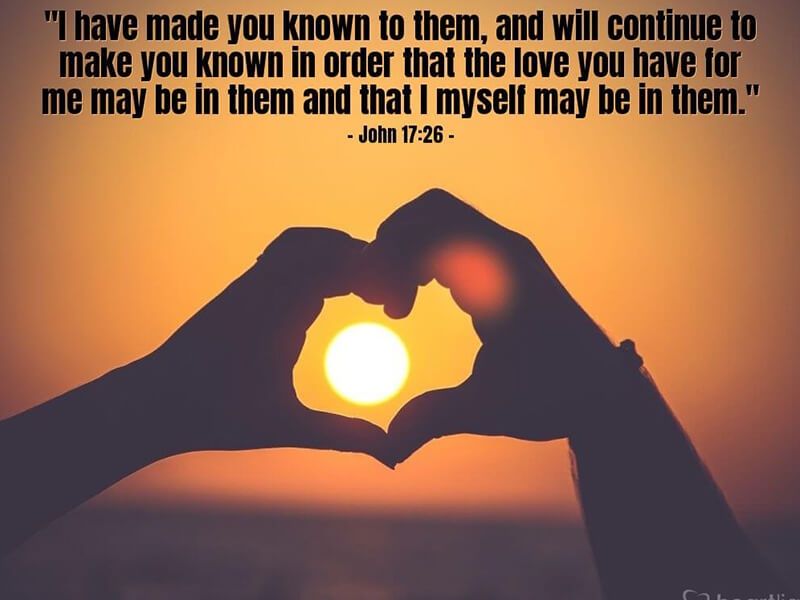 "I have made you known to them, and will continue to
make you known in order that the love you have for
me may be in them and that I myself may be in them."
- John 17:26 -